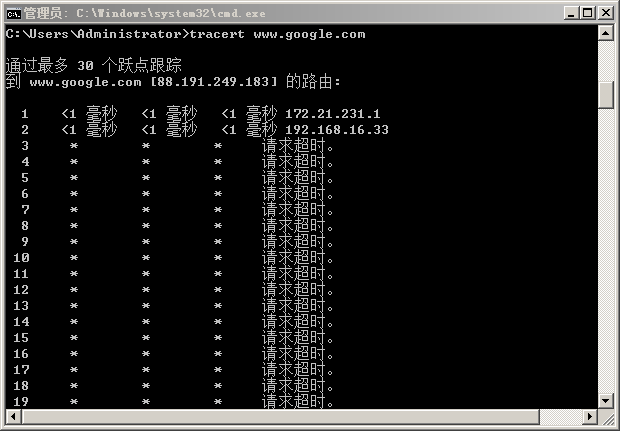 管理员: C:\Windows\system32\cmd.exe
C:\Users\Administrator>tracert www.google.com
通过最多 30 个跃点跟踪
到 www.google.com [88.191.249.183] 的路由:
1 <1 毫秒 <1 毫秒 <1 毫秒 172.21.231.1
2 <1 毫秒 <1 毫秒 <1 毫秒 192.168.16.33
3 * * * 请求超时。
4 * * * 请求超时。
5 * * * 请求超时。
6 * * * 请求超时。
7 * * * 请求超时。
8 * * * 请求超时。
9 * * * 请求超时。
10 * * * 请求超时。
11 * * * 请求超时。
12 * * * 请求超时。
13 * * * 请求超时。
14 * * * 请求超时。
15 * * * 请求超时。
16 * * * 请求超时。
17 * * * 请求超时。
18 * * * 请求超时。
19 * * * 请求超时。